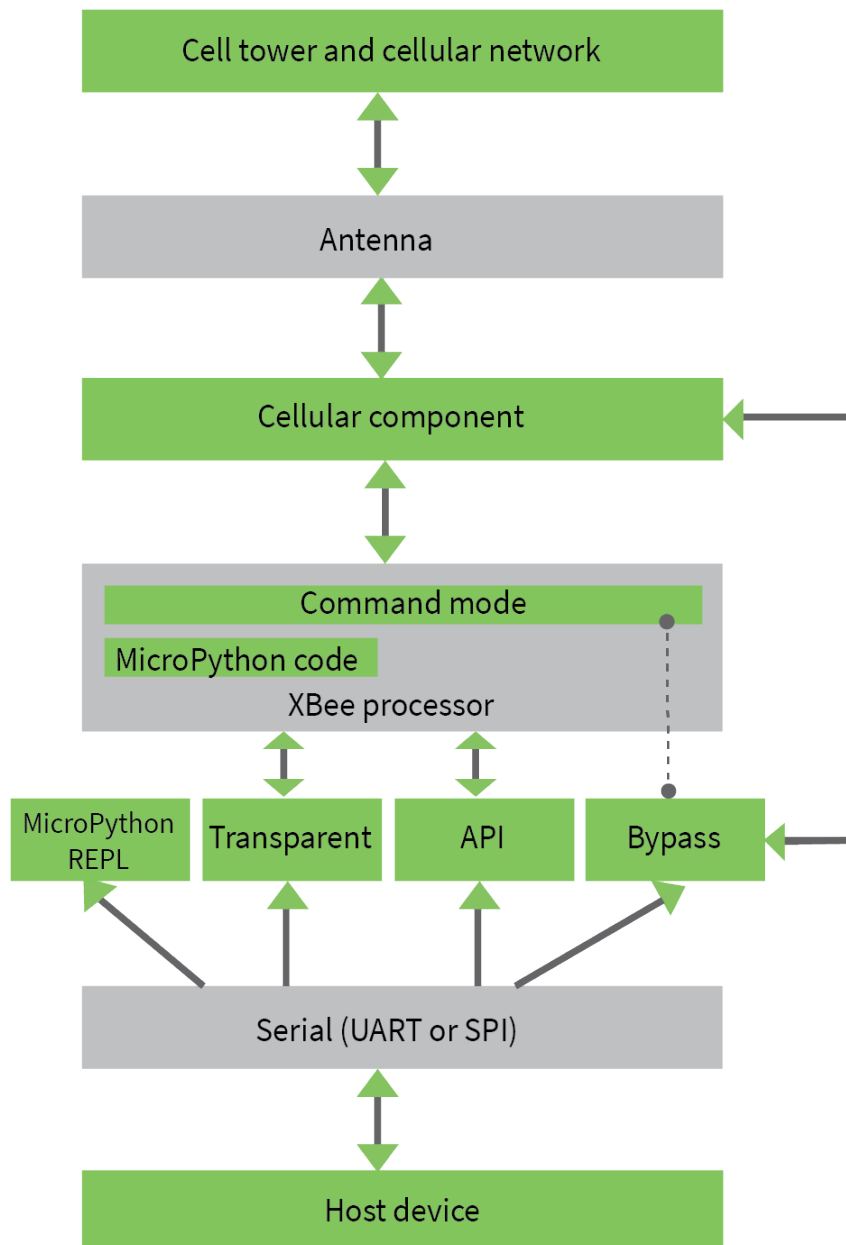 Cell tower and cellular network
Antenna
Cellular component
Command mode
MicroPython code
XBee processor
MicroPython
REPL
Transparent
API
Bypass
Serial (UART or SPI)
Host device